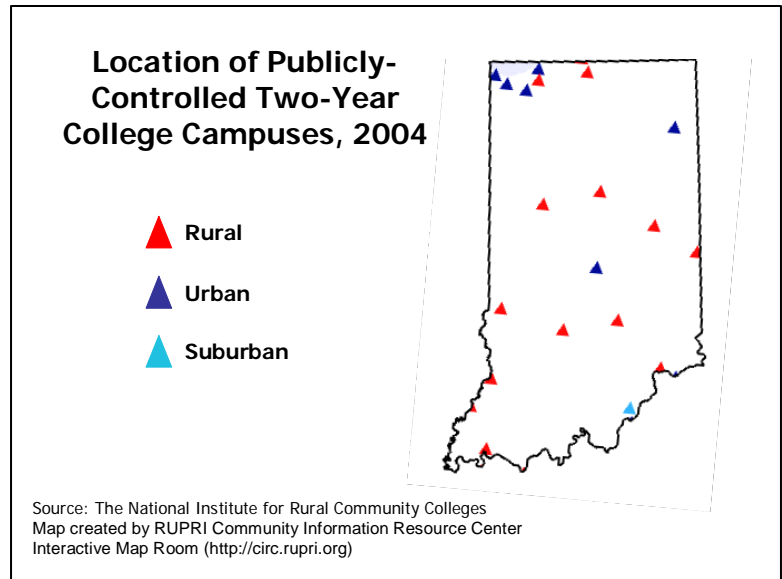 Location of Publicly-
Controlled Two-Year
College Campuses, 2004
Rural
Urban
Suburban
Source: The National Institute for Rural Community Colleges
Map created by RUPRI Community Information Resource Center
Interactive Map Room (http://circ.rupri.org)